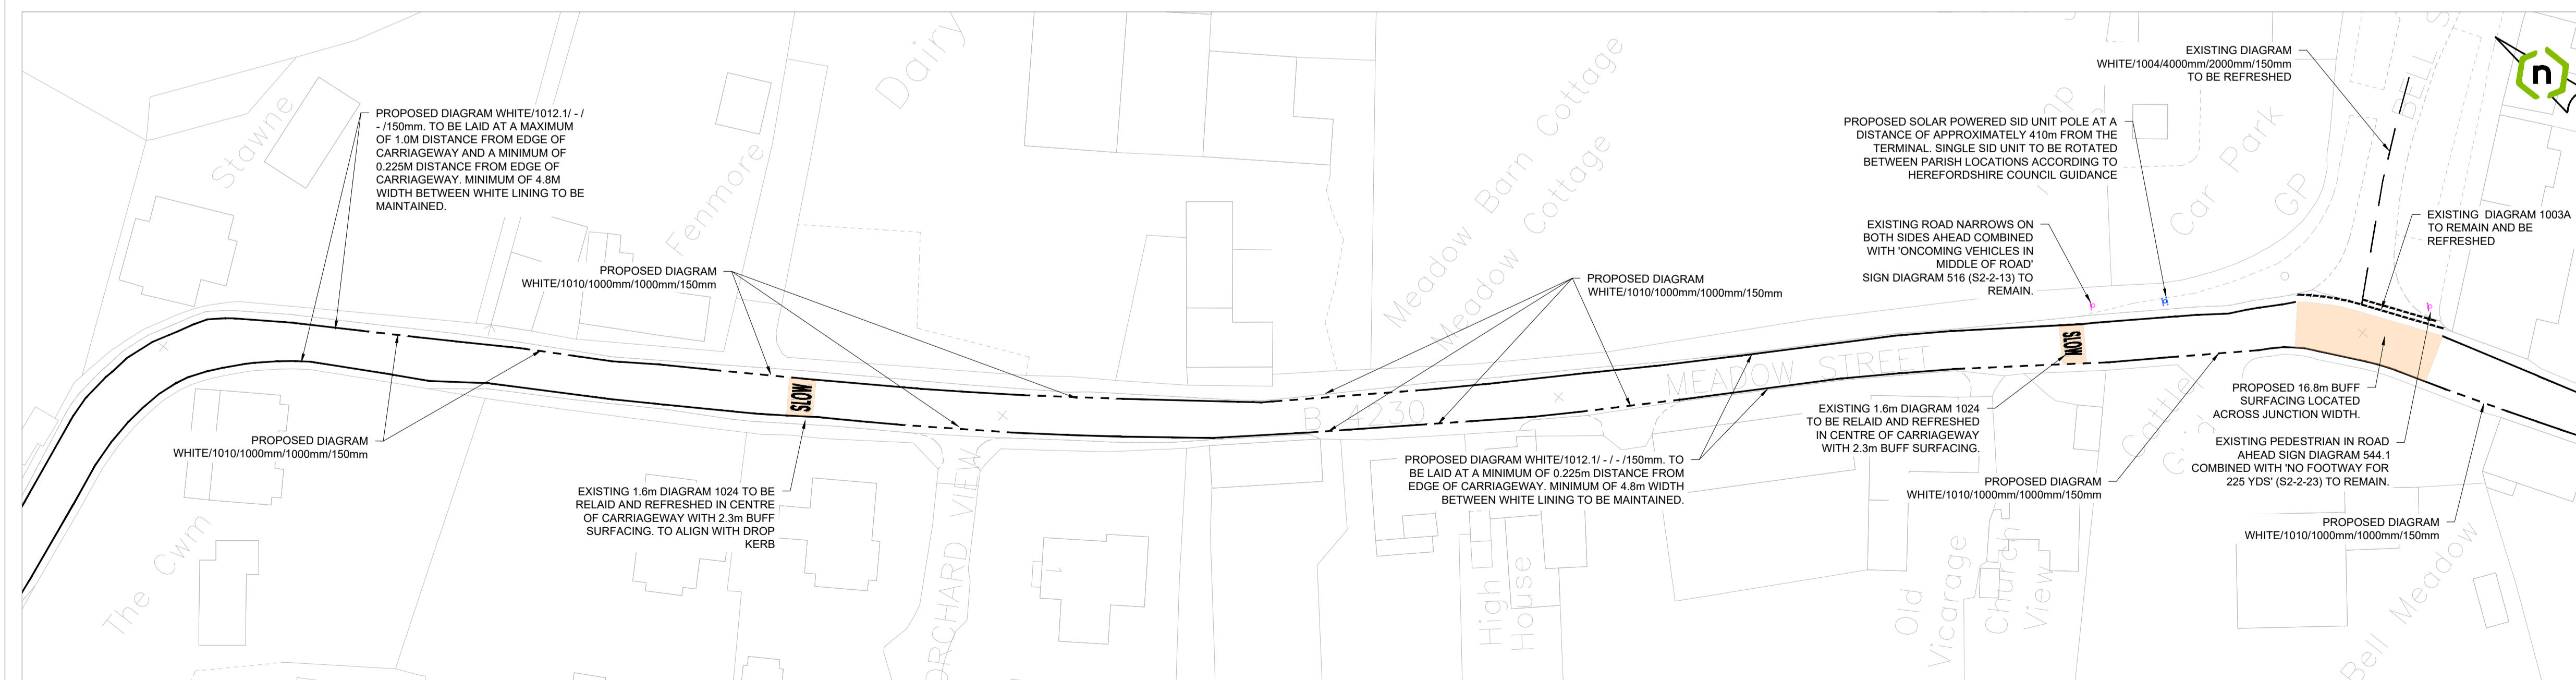 PROPOSED DIAGRAM WHITE/1012.1/ - /
- /150mm. TO BE LAID AT A MAXIMUM
OF 1.0M DISTANCE FROM EDGE OF
CARRIAGEWAY AND A MINIMUM OF
0.225M DISTANCE FROM EDGE OF
CARRIAGEWAY. MINIMUM OF 4.8M
WIDTH BETWEEN WHITE LINING TO BE
MAINTAINED.
PROPOSED DIAGRAM
WHITE/1010/1000mm/1000mm/150mm
PROPOSED DIAGRAM
WHITE/1010/1000mm/1000mm/150mm
EXISTING 1.6m DIAGRAM 1024 TO BE
RELAID AND REFRESHED IN CENTRE
OF CARRIAGEWAY WITH 2.3m BUFF
SURFACING. TO ALIGN WITH DROP
KERB
PROPOSED DIAGRAM
WHITE/1010/1000mm/1000mm/150mm
PROPOSED DIAGRAM WHITE/1012.1/ - / - /150mm. TO
BE LAID AT A MINIMUM OF 0.225m DISTANCE FROM
EDGE OF CARRIAGEWAY. MINIMUM OF 4.8m WIDTH
BETWEEN WHITE LINING TO BE MAINTAINED.
EXISTING DIAGRAM
WHITE/1004/4000mm/2000mm/150mm
TO BE REFRESHED
PROPOSED SOLAR POWERED SID UNIT POLE AT A
DISTANCE OF APPROXIMATELY 410m FROM THE
TERMINAL. SINGLE SID UNIT TO BE ROTATED
BETWEEN PARISH LOCATIONS ACCORDING TO
HEREFORDSHIRE COUNCIL GUIDANCE
EXISTING ROAD NARROWS ON
BOTH SIDES AHEAD COMBINED
WITH 'ONCOMING VEHICLES IN
MIDDLE OF ROAD'
SIGN DIAGRAM 516 (S2-2-13) TO
REMAIN.
EXISTING DIAGRAM 1003A
TO REMAIN AND BE
REFRESHED
EXISTING 1.6m DIAGRAM 1024
TO BE RELAID AND REFRESHED
IN CENTRE OF CARRIAGEWAY
WITH 2.3m BUFF SURFACING.
PROPOSED DIAGRAM
WHITE/1010/1000mm/1000mm/150mm
PROPOSED 16.8m BUFF
SURFACING LOCATED
ACROSS JUNCTION WIDTH.
EXISTING PEDESTRIAN IN ROAD
AHEAD SIGN DIAGRAM 544.1
COMBINED WITH 'NO FOOTWAY FOR
225 YDS' (S2-2-23) TO REMAIN.
PROPOSED DIAGRAM
WHITE/1010/1000mm/1000mm/150mm
SLOW
SLOW
Stawne
Fenmore
Dairy
Meadow Barn Cottage
Meadow Cottage
MEADOW STREET
B 4230
Car Park
GP
The Cwm
ORCHARD VIEW
1
High
House
Old
Vicarage
Church
View
Bell Meadow
n
P
H
P